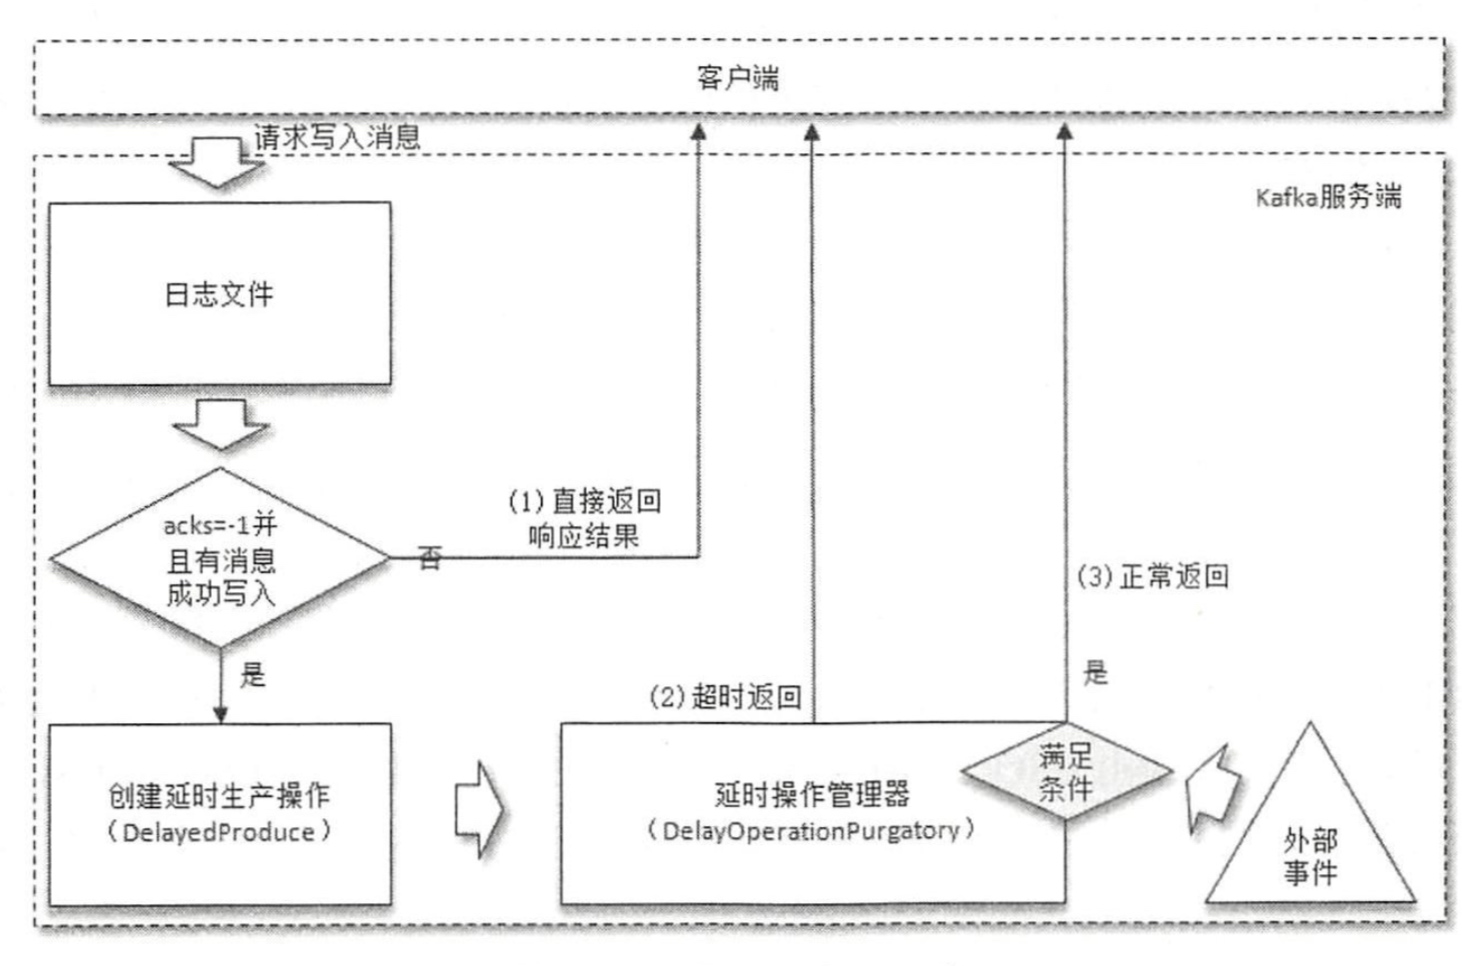 客户端
请求写入消息
Kafka服务端
日志文件
acks=-1并
且有消息
成功写入
否
(1)直接返回
响应结果
(3)正常返回
是
是
(2)超时返回
创建延时生产操作
（DelayedProduce）
延时操作管理器
（DelayOperationPurgatory）
满足
条件
外部
事件